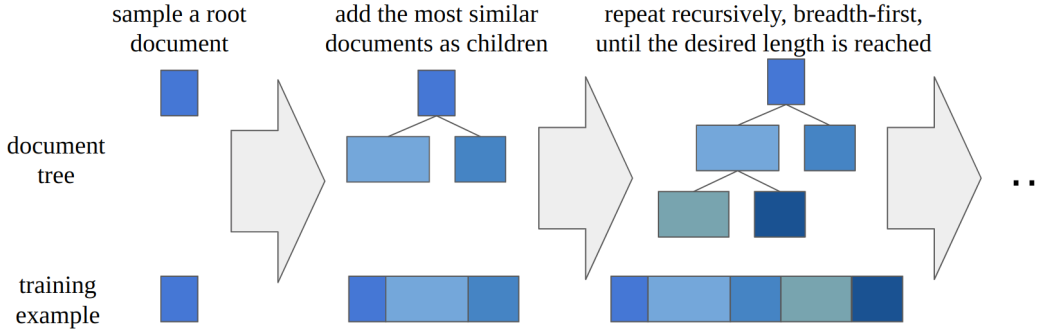 sample a root
document
add the most similar
documents as children
repeat recursively, breadth-first,
until the desired length is reached
document
tree
..
training
example